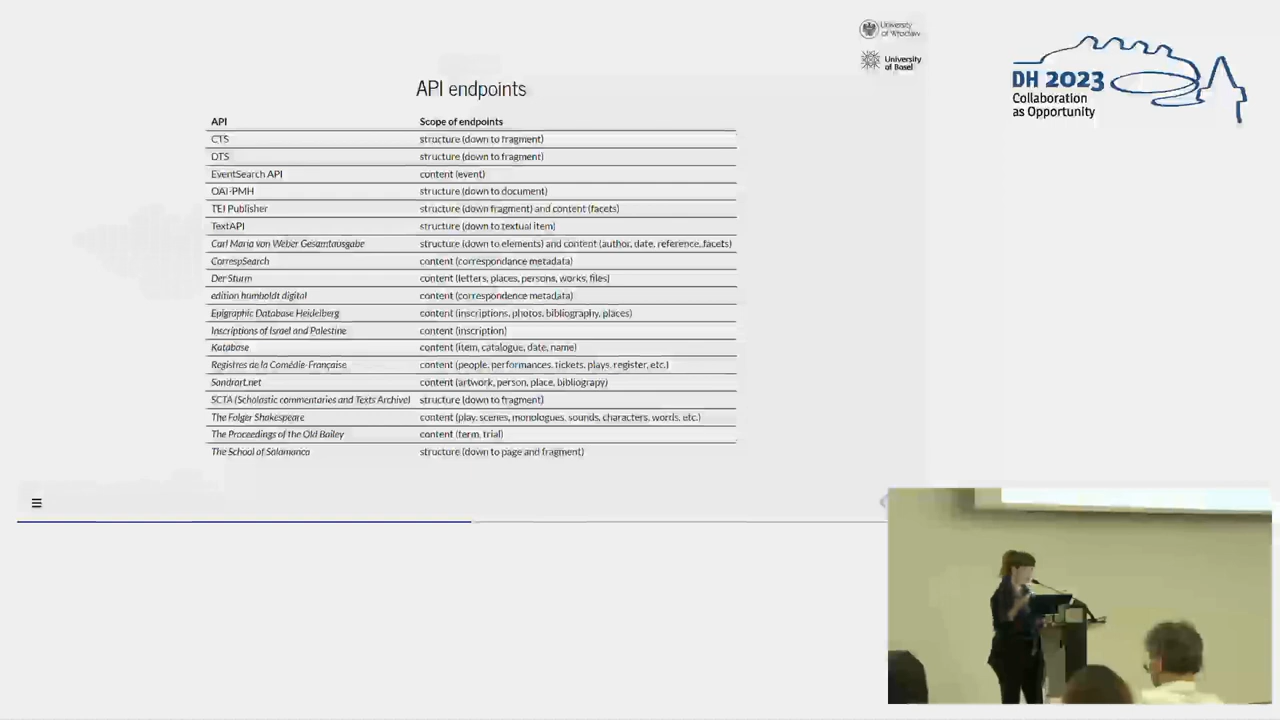 University
of Wrocław
University
of Basel
DH 2023
Collaboration
as Opportunity
API endpoints
API Scope of endpoints
CTS structure (down to fragment)
DTS structure (down to fragment)
EventSearch API content (event)
OAI-PMH structure (down to document)
TEI Publisher structure (down fragment) and content (facets)
TextAPI structure (down to textual item)
Carl Maria von Weber Gesamtausgabe structure (down to elements) and content (author, date, reference, facets)
CorrespSearch content (correspondance metadata)
Der Sturm content (letters, places, persons, works, files)
edition humboldt digital content (correspondence metadata)
Epigraphic Database Heidelberg content (inscriptions, photos, bibliography, places)
Inscriptions of Israel and Palestine content (inscription)
Katabase content (item, catalogue, date, name)
Registres de la Comédie-Française content (people, performances, tickets, plays, register, etc.)
Sandrart.net content (artwork, person, place, bibliograpy)
SCTA (Scholastic commentaries and Texts Archive) structure (down to fragment)
The Folger Shakespeare content (play, scenes, monologues, sounds, characters, words, etc.)
The Proceedings of the Old Bailey content (term, trial)
The School of Salamanca structure (down to page and fragment)